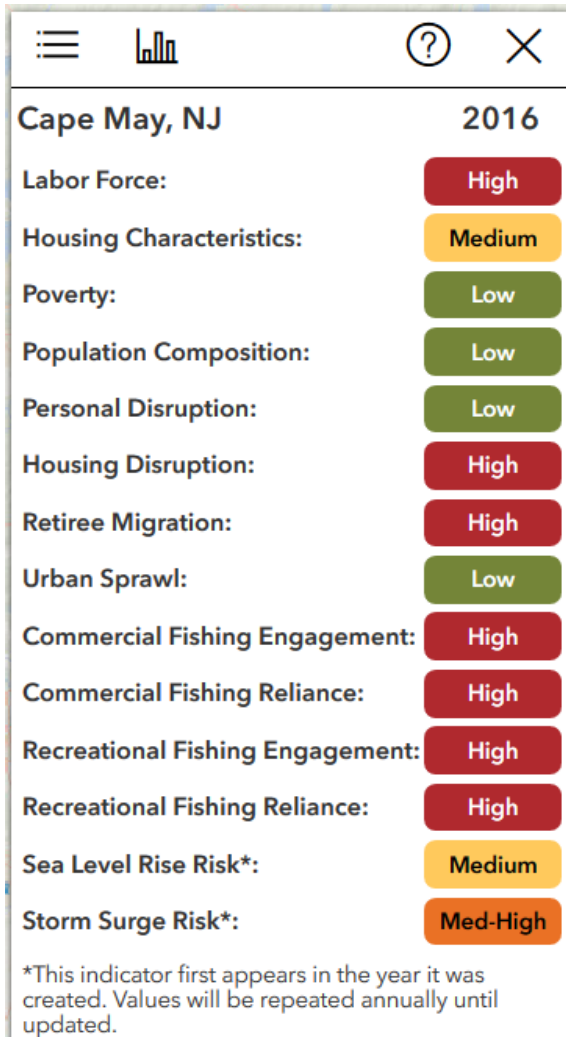 Cape May, NJ 2016
Labor Force: High
Housing Characteristics: Medium
Poverty: Low
Population Composition: Low
Personal Disruption: Low
Housing Disruption: High
Retiree Migration: High
Urban Sprawl: Low
Commercial Fishing Engagement: High
Commercial Fishing Reliance: High
Recreational Fishing Engagement: High
Recreational Fishing Reliance: High
Sea Level Rise Risk*: Medium
Storm Surge Risk*: Med-High
*This indicator first appears in the year it was
created. Values will be repeated annually until
updated.